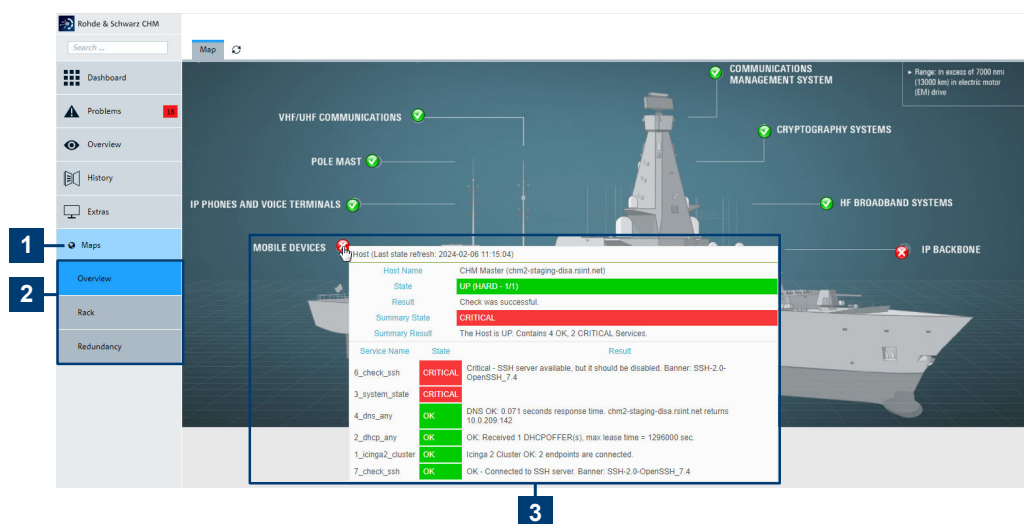 Rohde & Schwarz CHM
Search ...
Map
Dashboard
Problems
18
Overview
History
Extras
Maps
Overview
Rack
Redundancy
1
2
COMMUNICATIONS
MANAGEMENT SYSTEM
▸ Range: in excess of 7000 nmi
(13000 km) in electric motor
(EM) drive
VHF/UHF COMMUNICATIONS
CRYPTOGRAPHY SYSTEMS
POLE MAST
IP PHONES AND VOICE TERMINALS
HF BROADBAND SYSTEMS
MOBILE DEVICES
IP BACKBONE
Host (Last state refresh: 2024-02-06 11:15:04)
Host Name CHM Master (chm2-staging-disa.rsint.net)
State UP (HARD - 1/1)
Result Check was successful.
Summary State CRITICAL
Summary Result The Host is UP. Contains 4 OK, 2 CRITICAL Services.
Service Name State Result
6_check_ssh CRITICAL Critical - SSH server available, but it should be disabled. Banner: SSH-2.0-
OpenSSH_7.4
3_system_state CRITICAL
4_dns_any OK DNS OK: 0.071 seconds response time. chm2-staging-disa.rsint.net returns
10.0.209.142
2_dhcp_any OK OK: Received 1 DHCPOFFER(s), max lease time = 1296000 sec.
1_icinga2_cluster OK Icinga 2 Cluster OK: 2 endpoints are connected.
7_check_ssh OK OK - Connected to SSH server. Banner: SSH-2.0-OpenSSH_7.4
3